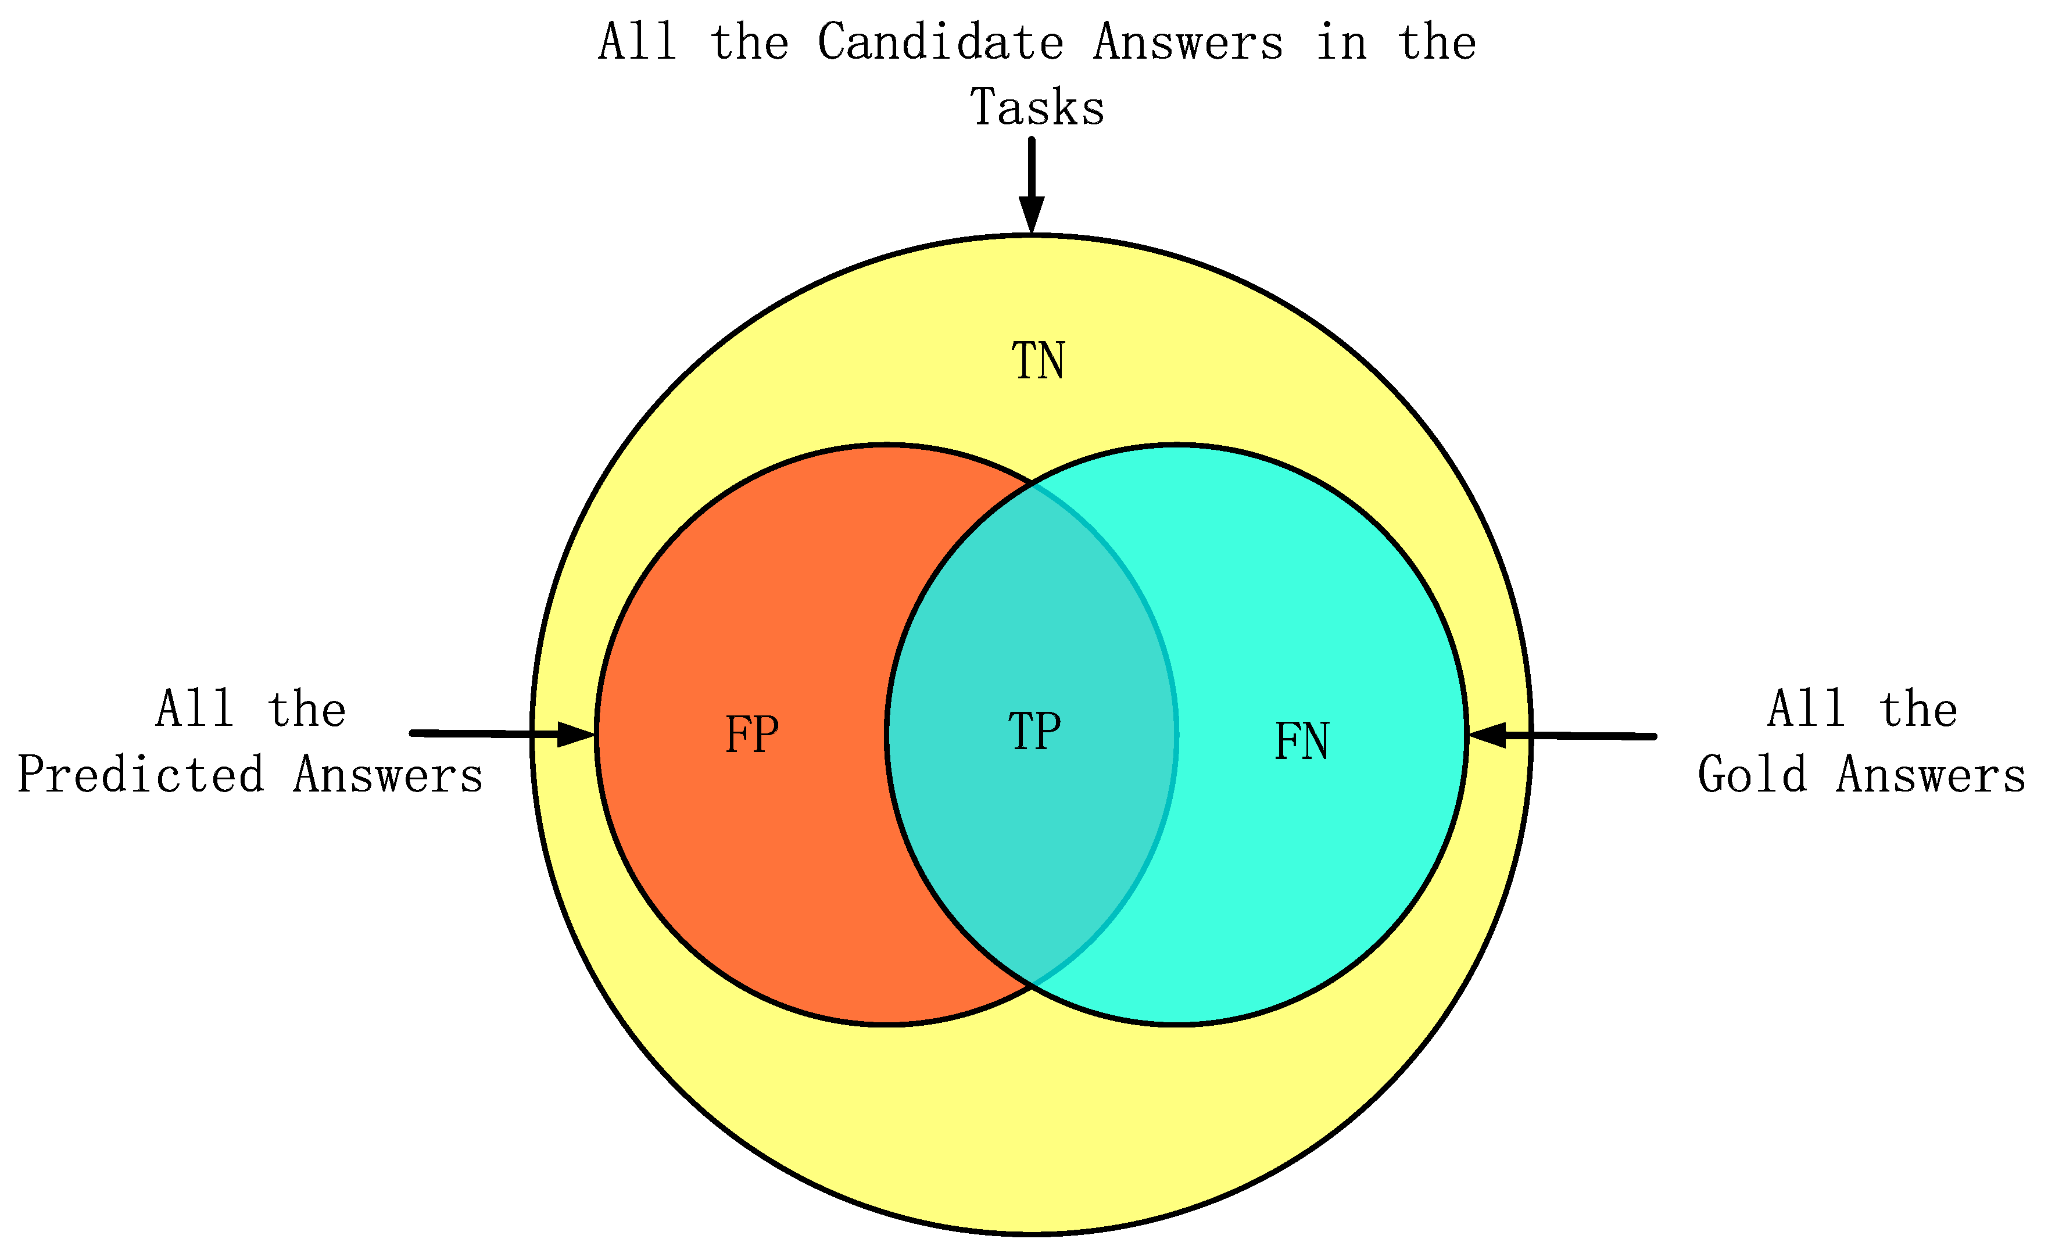 All the Candidate Answers in the
Tasks
TN
All the
Predicted Answers
FP
TP
FN
All the
Gold Answers